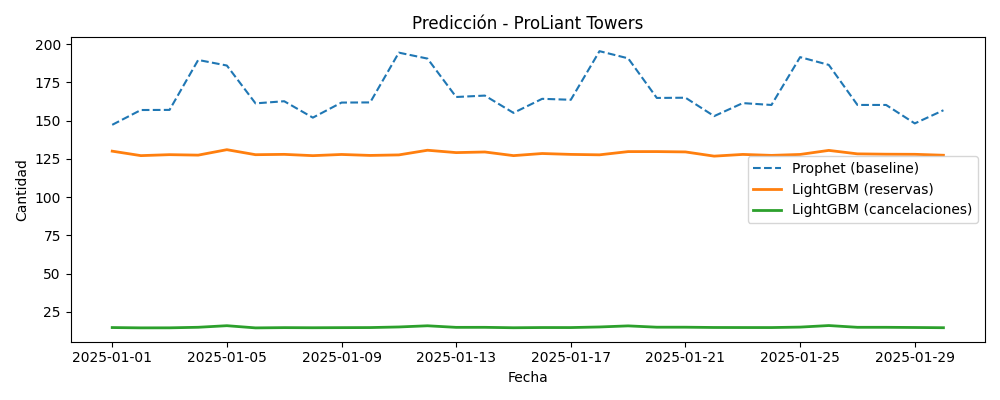 Predicción - ProLiant Towers
200
175
150
125
100
75
50
25
Cantidad
Prophet (baseline)
LightGBM (reservas)
LightGBM (cancelaciones)
2025-01-01 2025-01-05 2025-01-09 2025-01-13 2025-01-17 2025-01-21 2025-01-25 2025-01-29
Fecha